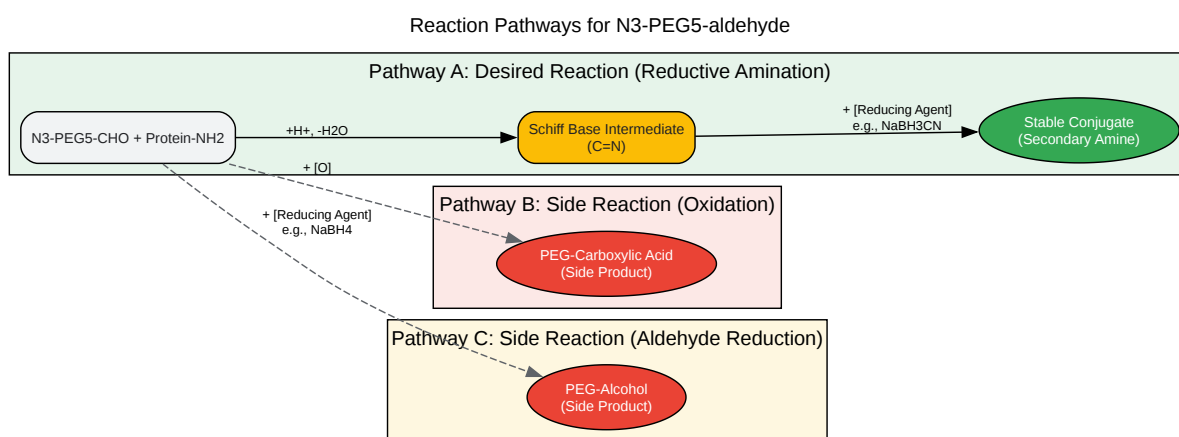 Reaction Pathways for N3-PEG5-aldehyde
Pathway A: Desired Reaction (Reductive Amination)
N3-PEG5-CHO + Protein-NH2
+H+, -H2O
Schiff Base Intermediate
(C=N)
+ [Reducing Agent]
e.g., NaBH3CN
Stable Conjugate
(Secondary Amine)
+ [O]
Pathway B: Side Reaction (Oxidation)
+ [Reducing Agent]
e.g., NaBH4
PEG-Carboxylic Acid
(Side Product)
Pathway C: Side Reaction (Aldehyde Reduction)
PEG-Alcohol
(Side Product)